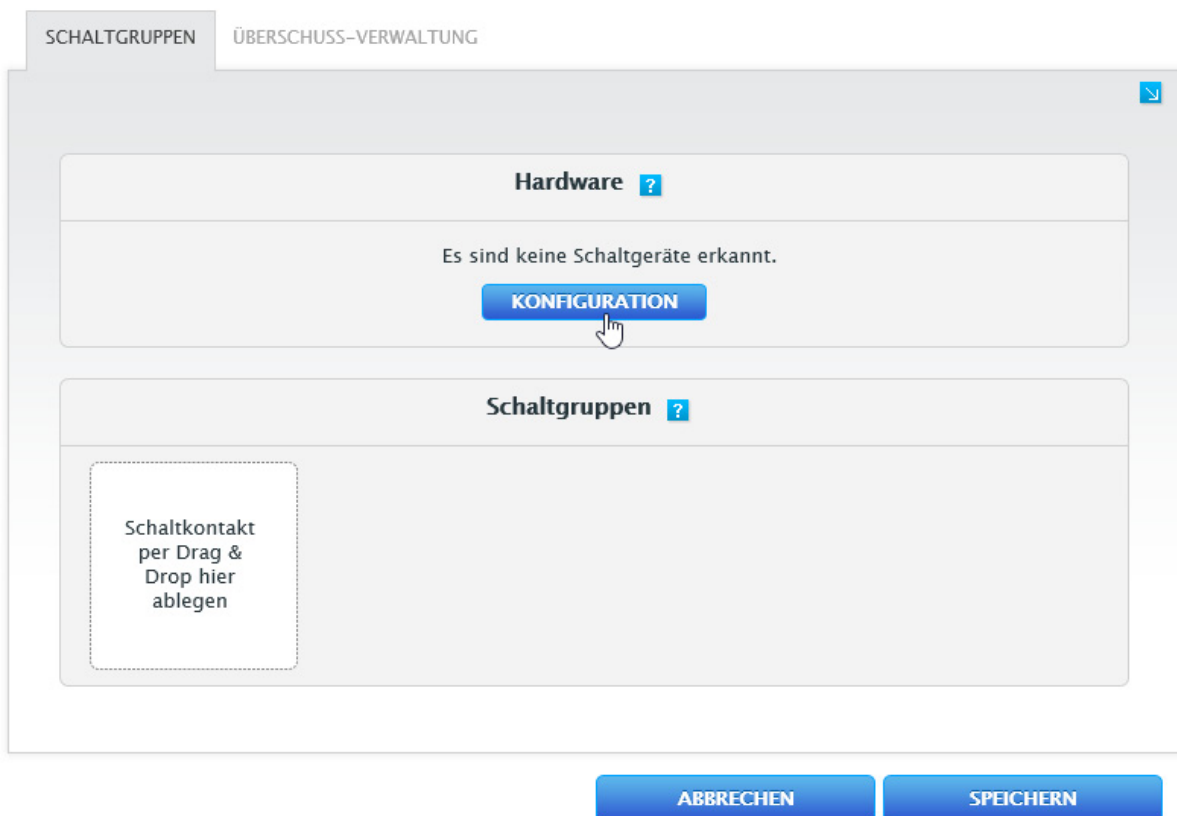 SCHALTGRUPPEN ÜBERSCHUSS-VERWALTUNG
Hardware ?
Es sind keine Schaltgeräte erkannt.
KONFIGURATION
Schaltgruppen ?
Schaltkontakt
per Drag &
Drop hier
ablegen
ABBRECHEN SPEICHERN